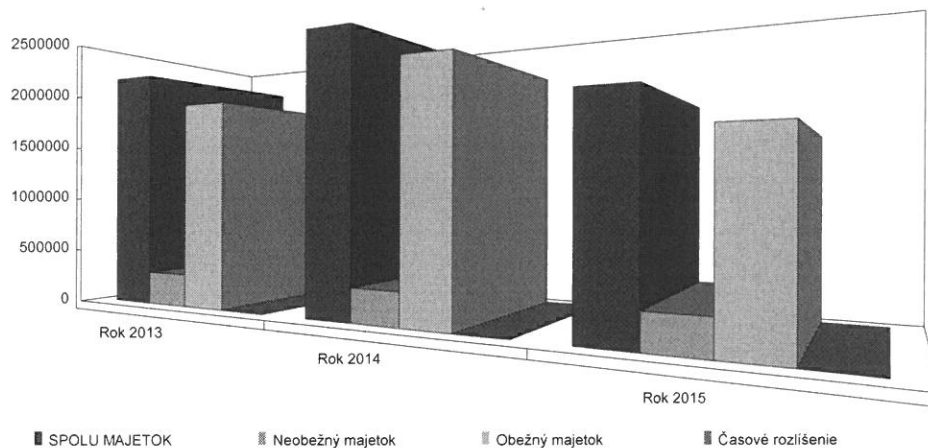 2500000
2000000
1500000
1000000
500000
0
Rok 2013
Rok 2014
Rok 2015
SPOLU MAJETOK Neobežný majetok Obežný majetok Časové rozlíšenie